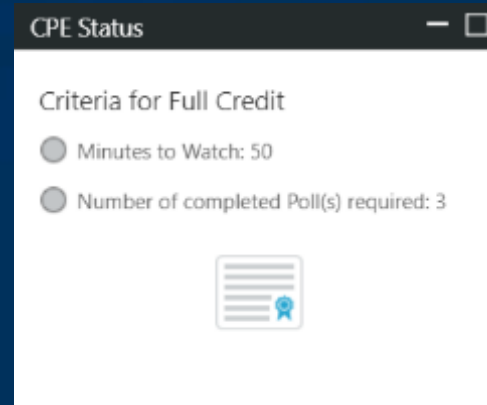 CPE Status
Criteria for Full Credit
Minutes to Watch: 50
Number of completed Poll(s) required: 3